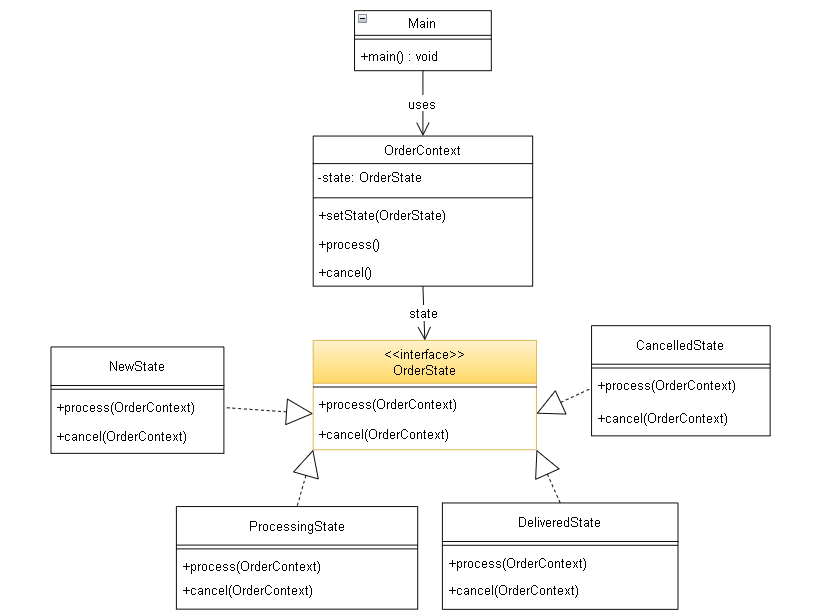 Main
+main() : void
uses
OrderContext
-state: OrderState
+setState(OrderState)
+process()
+cancel()
state
<<interface>>
OrderState
+process(OrderContext)
+cancel(OrderContext)
NewState
+process(OrderContext)
+cancel(OrderContext)
CancelledState
+process(OrderContext)
+cancel(OrderContext)
ProcessingState
+process(OrderContext)
+cancel(OrderContext)
DeliveredState
+process(OrderContext)
+cancel(OrderContext)